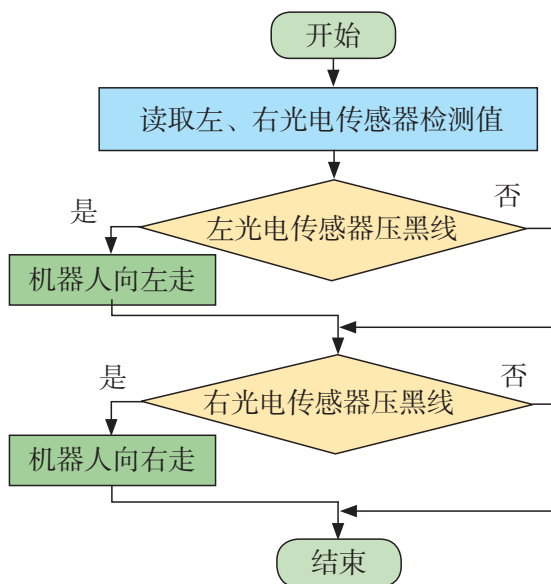 开始
读取左、右光电传感器检测值
左光电传感器压黑线
是
否
机器人向左走
右光电传感器压黑线
是
否
机器人向右走
结束